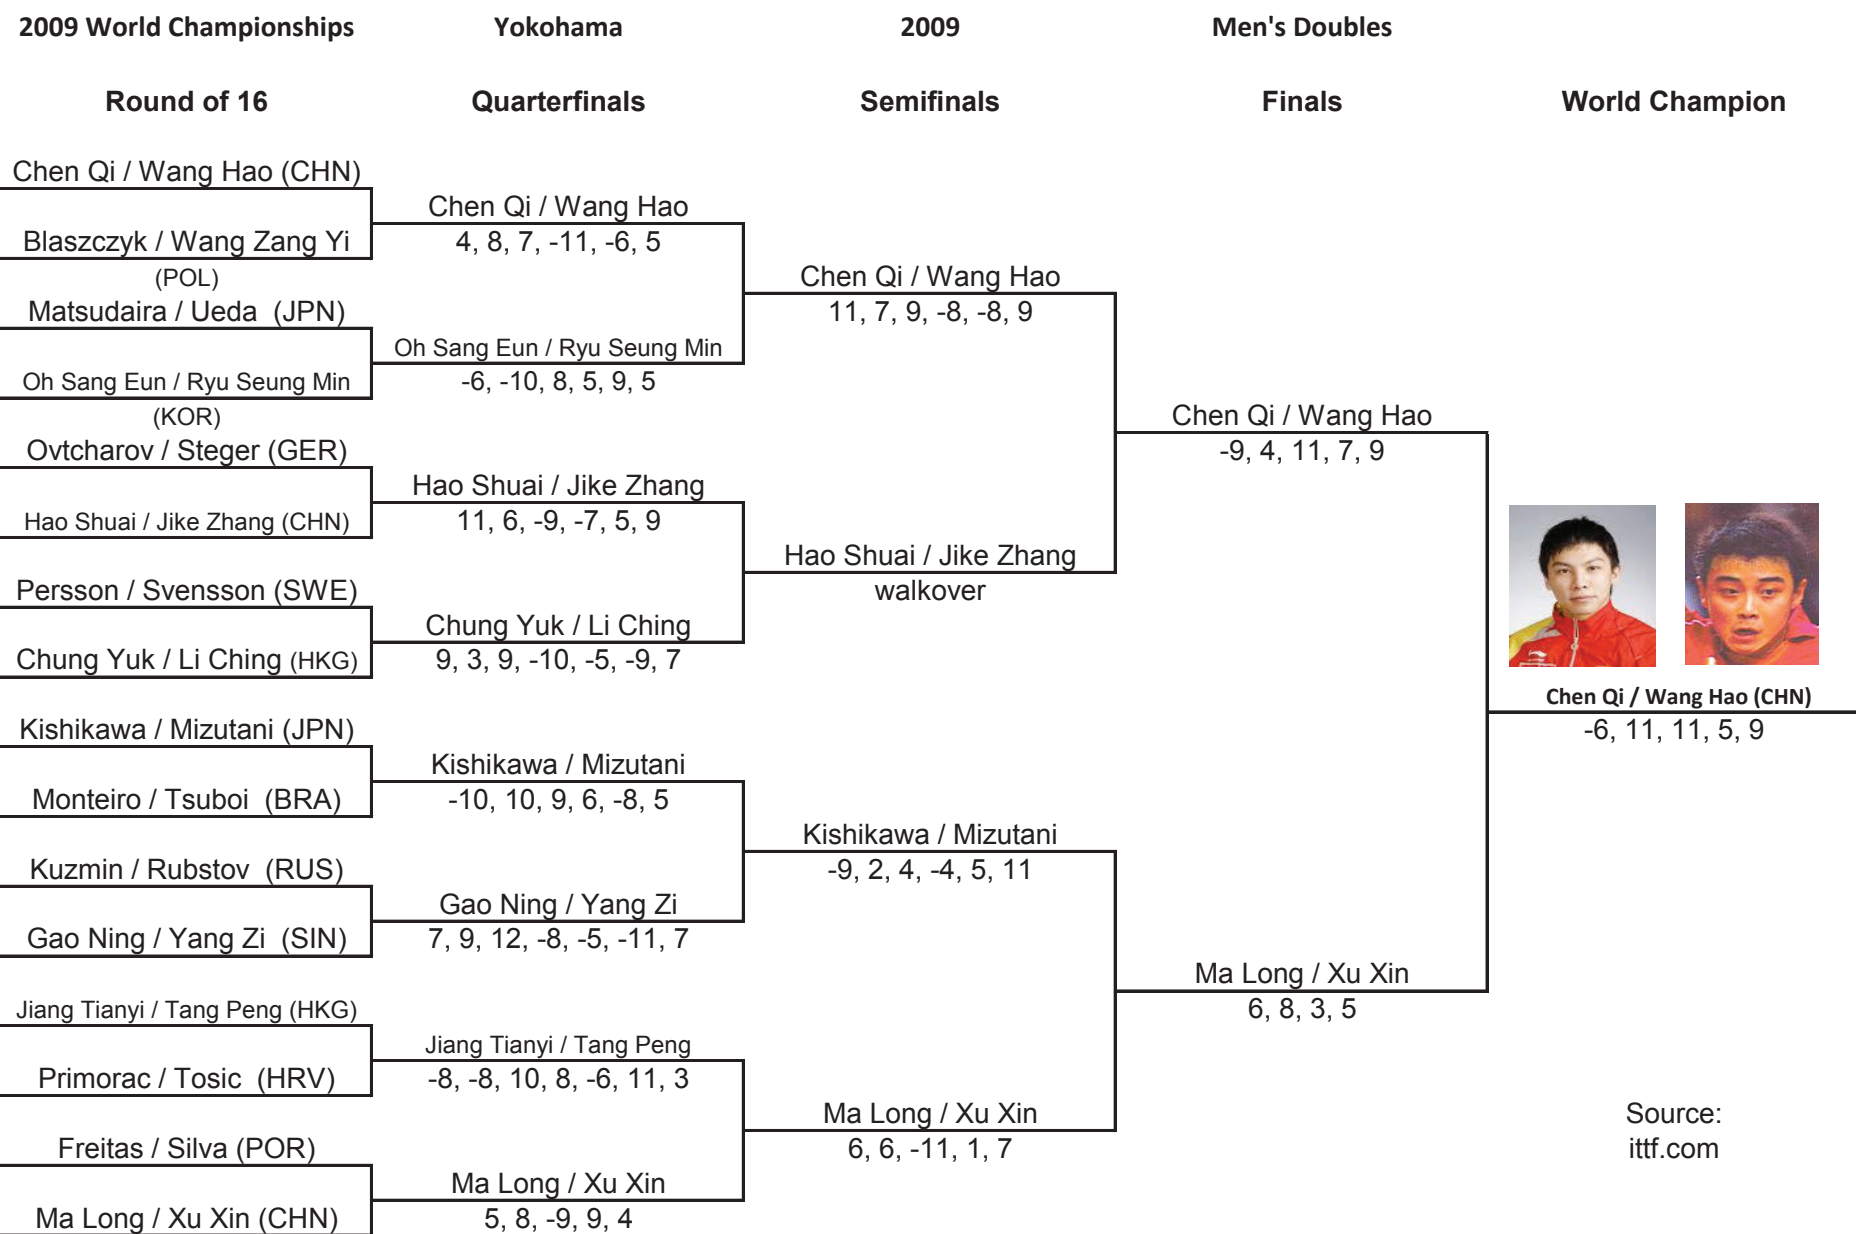 2009 World Championships Yokohama 2009 Men's Doubles
Round of 16 Quarterfinals Semifinals Finals World Champion
Chen Qi / Wang Hao (CHN)
Blaszczyk / Wang Zang Yi
(POL)
Matsudaira / Ueda (JPN)
Oh Sang Eun / Ryu Seung Min
(KOR)
Ovtcharov / Steger (GER)
Hao Shuai / Jike Zhang (CHN)
Persson / Svensson (SWE)
Chung Yuk / Li Ching (HKG)
Kishikawa / Mizutani (JPN)
Monteiro / Tsuboi (BRA)
Kuzmin / Rubstov (RUS)
Gao Ning / Yang Zi (SIN)
Jiang Tianyi / Tang Peng (HKG)
Primorac / Tosic (HRV)
Freitas / Silva (POR)
Ma Long / Xu Xin (CHN)
Chen Qi / Wang Hao
4, 8, 7, -11, -6, 5
Oh Sang Eun / Ryu Seung Min
-6, -10, 8, 5, 9, 5
Hao Shuai / Jike Zhang
11, 6, -9, -7, 5, 9
Chung Yuk / Li Ching
9, 3, 9, -10, -5, -9, 7
Kishikawa / Mizutani
-10, 10, 9, 6, -8, 5
Gao Ning / Yang Zi
7, 9, 12, -8, -5, -11, 7
Jiang Tianyi / Tang Peng
-8, -8, 10, 8, -6, 11, 3
Ma Long / Xu Xin
5, 8, -9, 9, 4
Chen Qi / Wang Hao
11, 7, 9, -8, -8, 9
Hao Shuai / Jike Zhang
walkover
Kishikawa / Mizutani
-9, 2, 4, -4, 5, 11
Ma Long / Xu Xin
6, 6, -11, 1, 7
Chen Qi / Wang Hao
-9, 4, 11, 7, 9
Ma Long / Xu Xin
6, 8, 3, 5
Chen Qi / Wang Hao (CHN)
-6, 11, 11, 5, 9
Source:
ittf.com